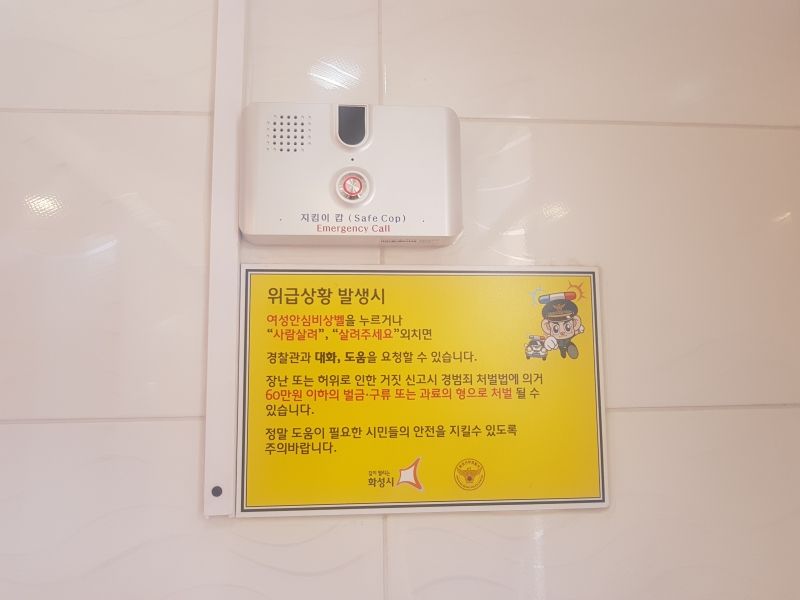 지킴이 캅 (Safe Cop)
Emergency Call
위급상황 발생시
여성안심비상벨을 누르거나
“사람살려”, “살려주세요”외치면
경찰관과 대화, 도움을 요청할 수 있습니다.
장난 또는 허위로 인한 거짓 신고시 경범죄 처벌법에 의거
60만원 이하의 벌금·구류 또는 과료의 형으로 처벌 될 수
있습니다.
정말 도움이 필요한 시민들의 안전을 지킬수 있도록
주의바랍니다.
길이 열리는
화성시